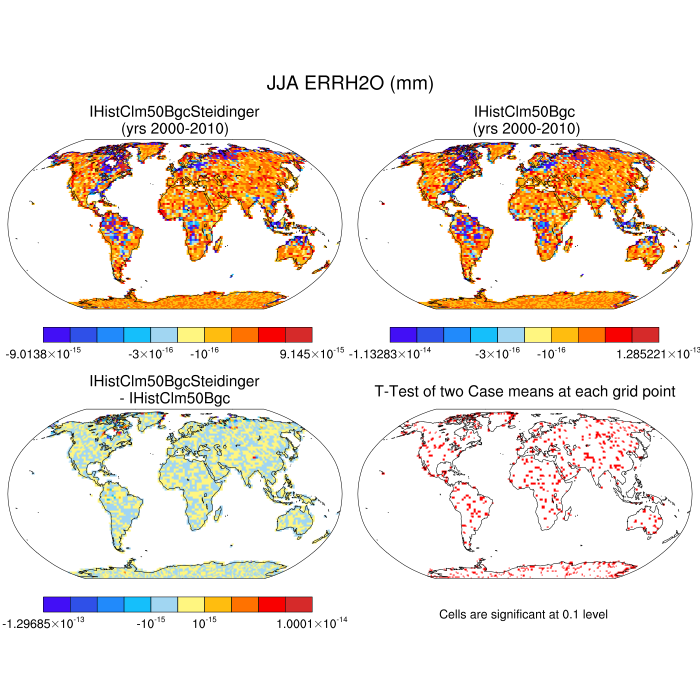 JJA ERRH2O (mm)
IHistClm50BgcSteidinger
(yrs 2000-2010)
IHistClm50Bgc
(yrs 2000-2010)
-9.0138×10⁻¹⁵ -3×10⁻¹⁶ -10⁻¹⁶ 9.145×10⁻¹⁵
-1.13283×10⁻¹⁴ -3×10⁻¹⁶ -10⁻¹⁶ 1.285221×10⁻¹³
IHistClm50BgcSteidinger
- IHistClm50Bgc
T-Test of two Case means at each grid point
-1.29685×10⁻¹³ -10⁻¹⁵ 10⁻¹⁵ 1.0001×10⁻¹⁴
Cells are significant at 0.1 level